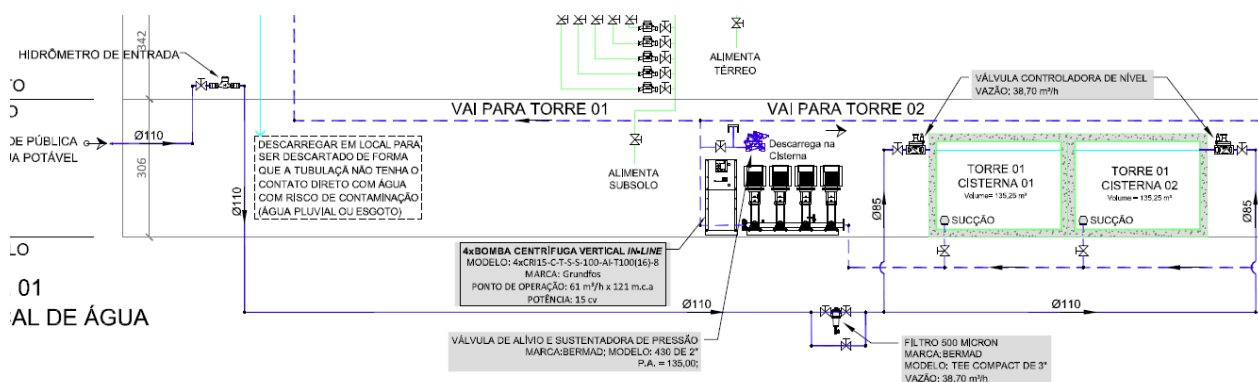 342
HIDRÔMETRO DE ENTRADA
TO
O
DE PÚBLICA
UA POTÁVEL
Ø110
306
LO
01
AL DE ÁGUA
Ø110
DESCARREGAR EM LOCAL PARA
SER DESCARTADO DE FORMA
QUE A TUBULAÇÃ NÃO TENHA O
CONTATO DIRETO COM ÁGUA
COM RISCO DE CONTAMINAÇÃO
(ÁGUA PLUVIAL OU ESGOTO)
ALIMENTA
TÉRREO
VAI PARA TORRE 01
VAI PARA TORRE 02
ALIMENTA
SUBSOLO
Descarrega na
Cisterna
VÁLVULA CONTROLADORA DE NÍVEL
VAZÃO: 38,70 m³/h
TORRE 01
CISTERNA 01
Volume= 135,25 m³
SUCÇÃO
TORRE 01
CISTERNA 02
Volume= 135,25 m³
SUCÇÃO
Ø85
Ø85
4xBOMBA CENTRÍFUGA VERTICAL IN-LINE
MODELO: 4xCRI15-C-T-S-S-100-AI-T100(16)-8
MARCA: Grundfos
PONTO DE OPERAÇÃO: 61 m³/h x 121 m.c.a
POTÊNCIA: 15 cv
Ø110
Ø110
VÁLVULA DE ALÍVIO E SUSTENTADORA DE PRESSÃO
MARCA:BERMAD; MODELO: 430 DE 2"
P.A. = 135,00;
FILTRO 500 MICRON
MARCA:BERMAD
MODELO: TEE COMPACT DE 3"
VAZÃO: 38,70 m³/h